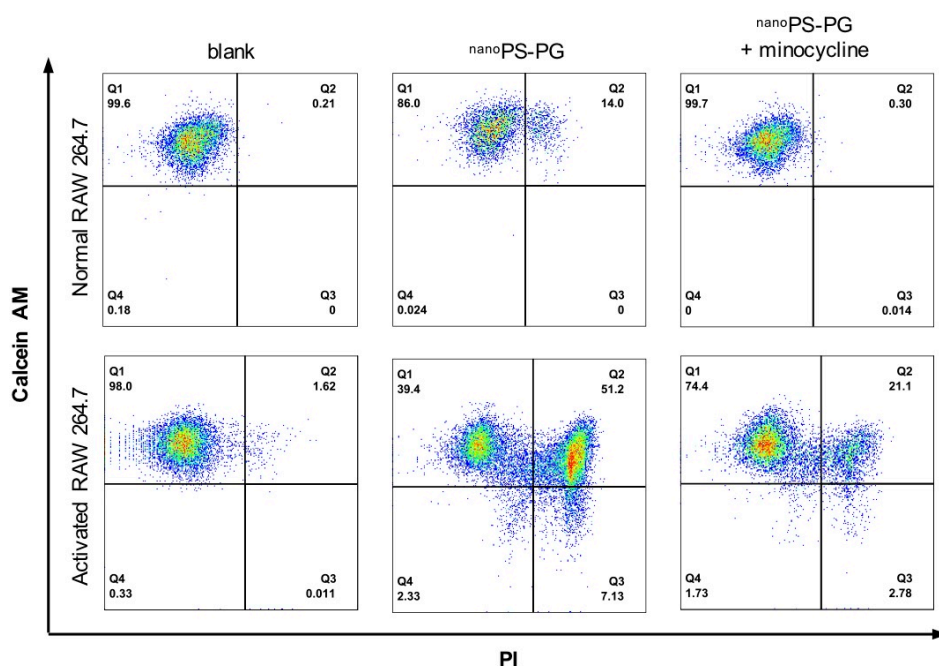 blank
nanoPS-PG
nanoPS-PG
+ minocycline
Calcein AM
Normal RAW 264.7
Q1
99.6
Q2
0.21
Q4
0.18
Q3
0
Q1
86.0
Q2
14.0
Q4
0.024
Q3
0
Q1
99.7
Q2
0.30
Q4
0
Q3
0.014
Activated RAW 264.7
Q1
98.0
Q2
1.62
Q4
0.33
Q3
0.011
Q1
39.4
Q2
51.2
Q4
2.33
Q3
7.13
Q1
74.4
Q2
21.1
Q4
1.73
Q3
2.78
PI